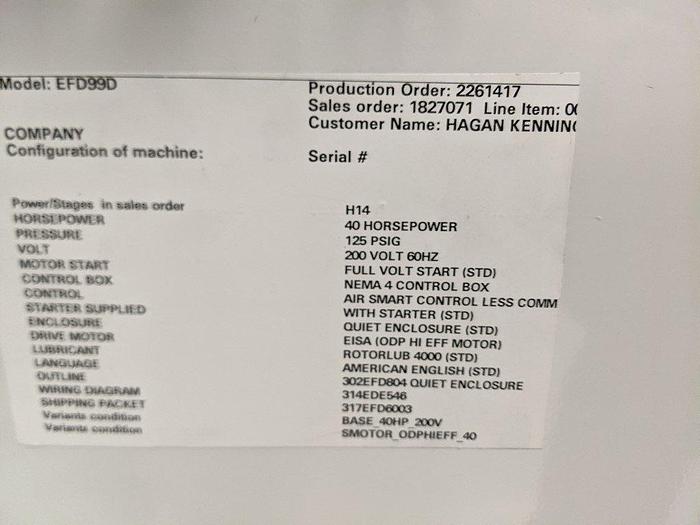 Model: EFD99D
Production Order: 2261417
Sales order: 1827071 Line Item: 00
Customer Name: HAGAN KENNING
COMPANY
Configuration of machine:
Serial #
Power/Stages in sales order H14
HORSEPOWER 40 HORSEPOWER
PRESSURE 125 PSIG
VOLT 200 VOLT 60HZ
MOTOR START FULL VOLT START (STD)
CONTROL BOX NEMA 4 CONTROL BOX
CONTROL AIR SMART CONTROL LESS COMM
STARTER SUPPLIED WITH STARTER (STD)
ENCLOSURE QUIET ENCLOSURE (STD)
DRIVE MOTOR EISA (ODP HI EFF MOTOR)
LUBRICANT ROTORLUB 4000 (STD)
LANGUAGE AMERICAN ENGLISH (STD)
OUTLINE 302EFD804 QUIET ENCLOSURE
WIRING DIAGRAM 314EDE546
SHIPPING PACKET 317EFD6003
Variants condition BASE_40HP_200V
Variants condition SMOTOR_ODPHIEFF_40